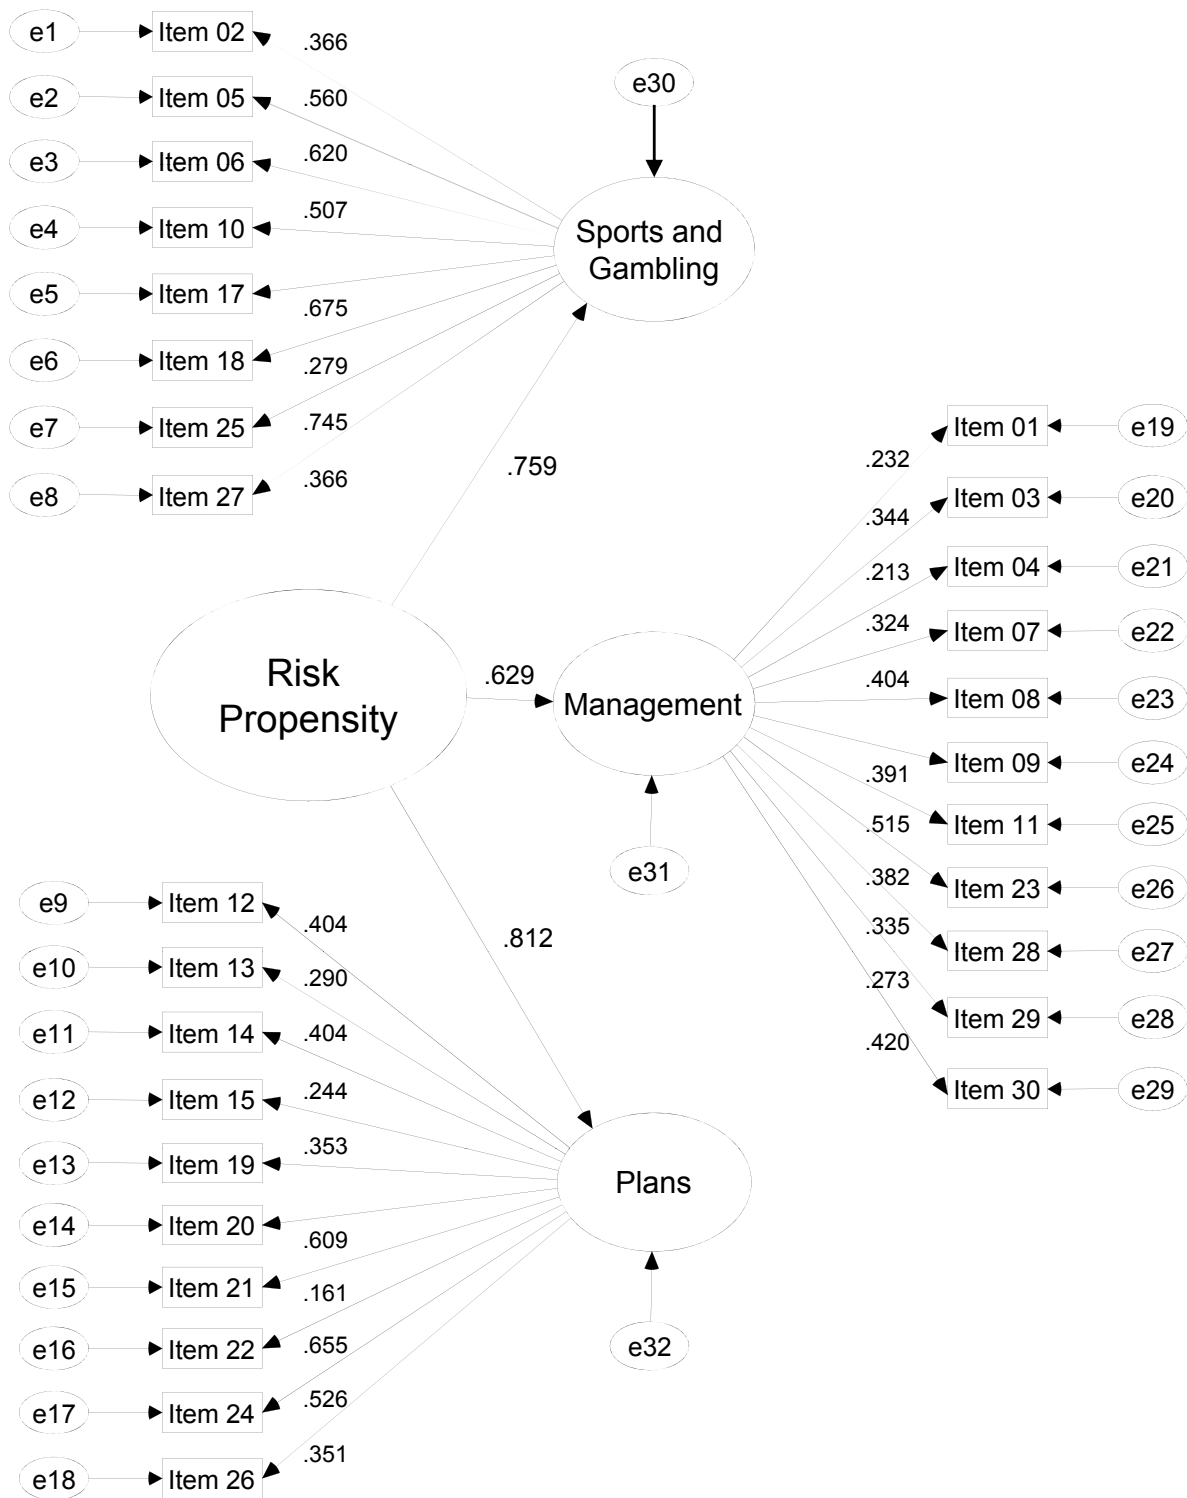 e1
Item 02
.366
e2
Item 05
.560
e3
Item 06
.620
e4
Item 10
.507
e5
Item 17
.675
e6
Item 18
.279
e7
Item 25
.745
e8
Item 27
.366
e30
Sports and
Gambling
.759
Risk
Propensity
.629
Management
e31
.812
.232
Item 01
e19
.344
Item 03
e20
.213
Item 04
e21
.324
Item 07
e22
.404
Item 08
e23
.391
Item 09
e24
.515
Item 11
e25
.382
Item 23
e26
.335
Item 28
e27
.273
Item 29
e28
.420
Item 30
e29
e9
Item 12
.404
e10
Item 13
.290
e11
Item 14
.404
e12
Item 15
.244
e13
Item 19
.353
e14
Item 20
.609
e15
Item 21
.161
e16
Item 22
.655
e17
Item 24
.526
e18
Item 26
.351
Plans
e32